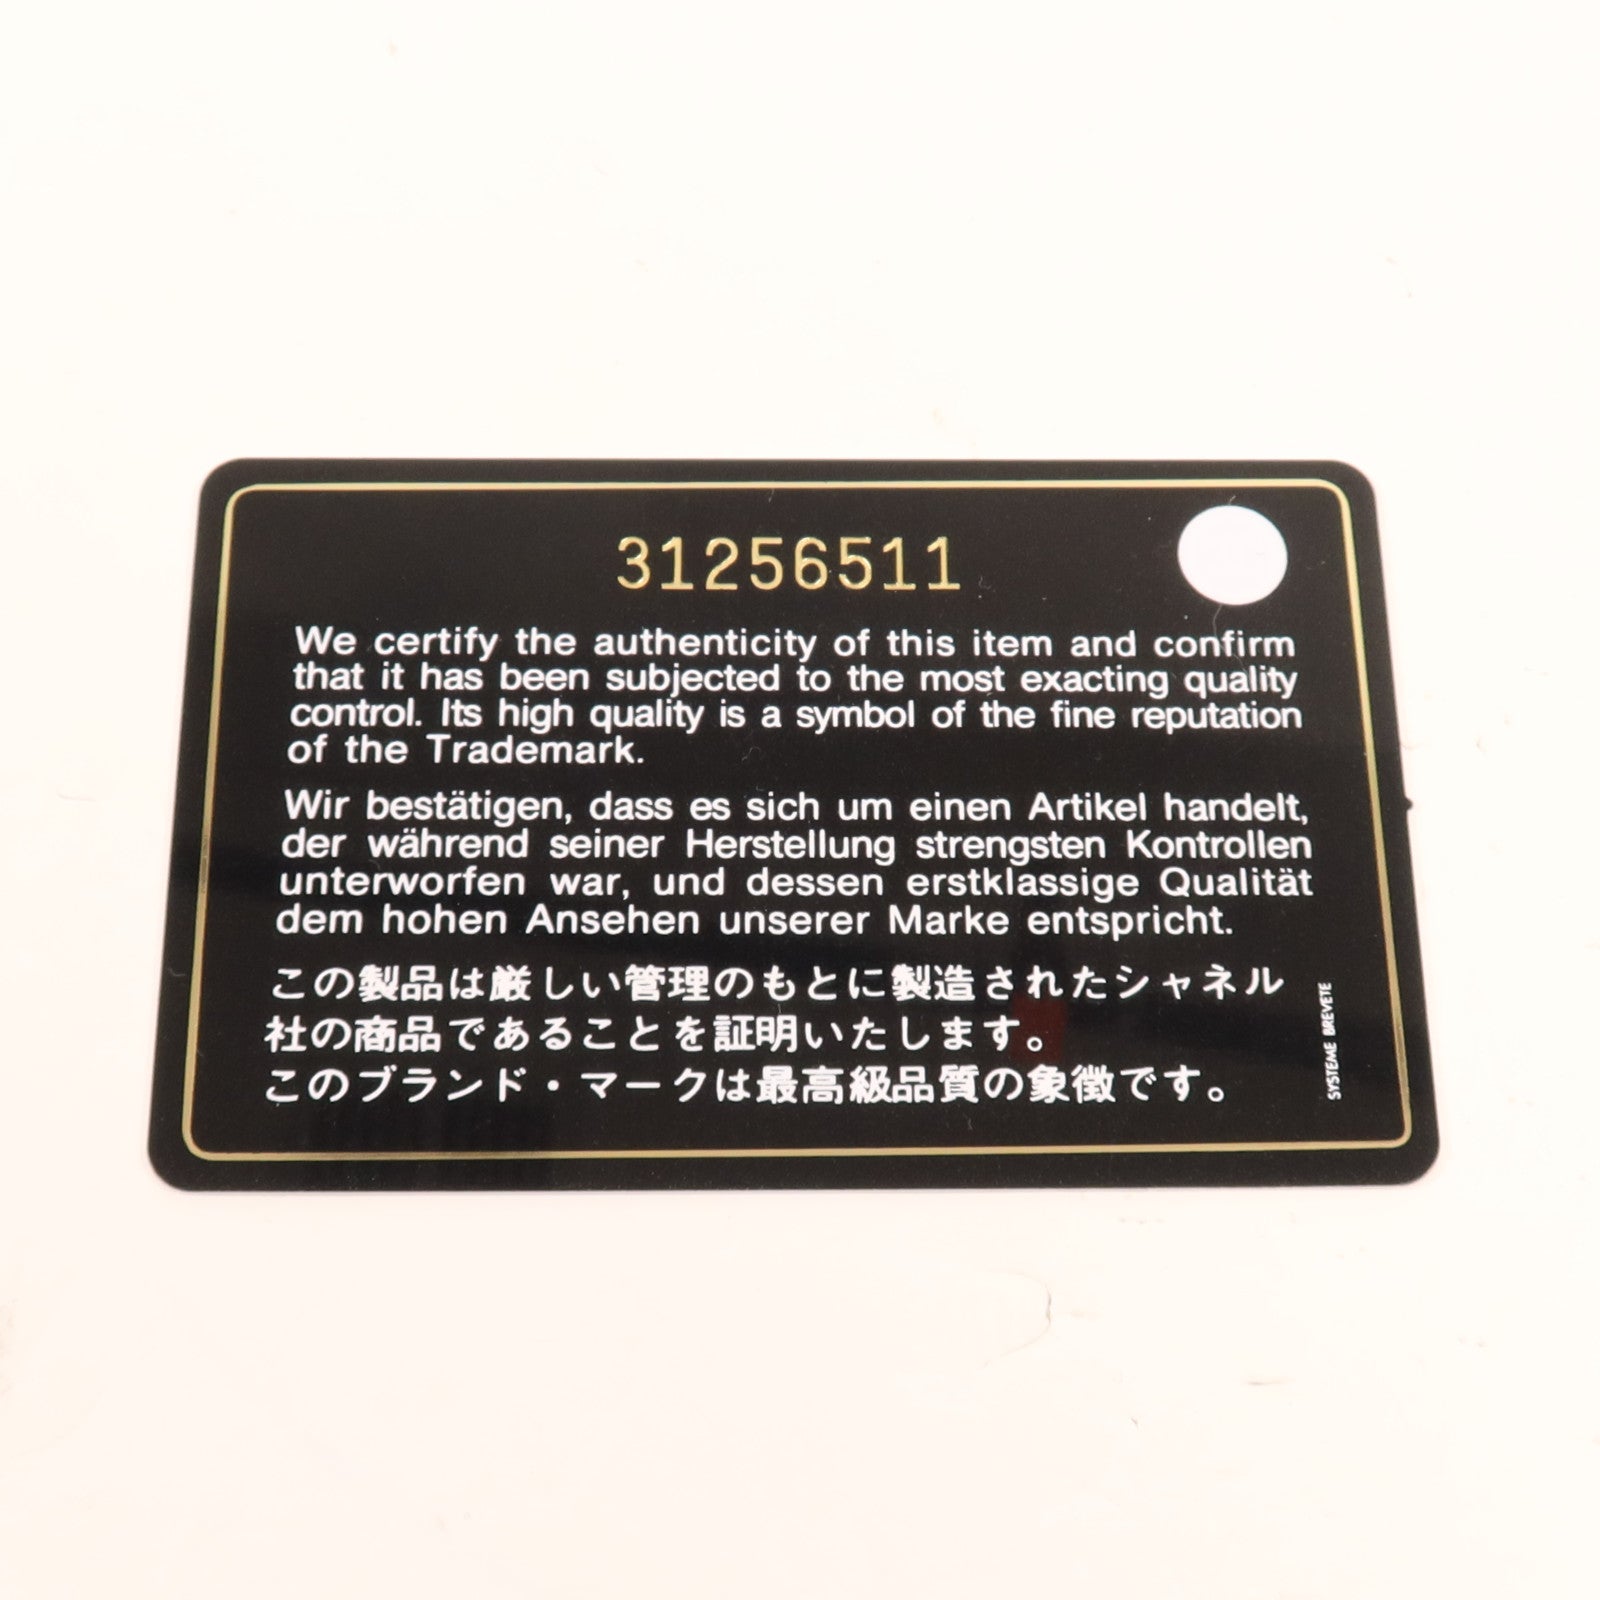 31256511
We certify the authenticity of this item and confirm
that it has been subjected to the most exacting quality
control. Its high quality is a symbol of the fine reputation
of the Trademark.
Wir bestätigen, dass es sich um einen Artikel handelt,
der während seiner Herstellung strengsten Kontrollen
unterworfen war, und dessen erstklassige Qualität
dem hohen Ansehen unserer Marke entspricht.
この製品は厳しい管理のもとに製造されたシャネル
社の商品であることを証明いたします。
このブランド・マークは最高級品質の象徴です。
SYSTEME BREVETE